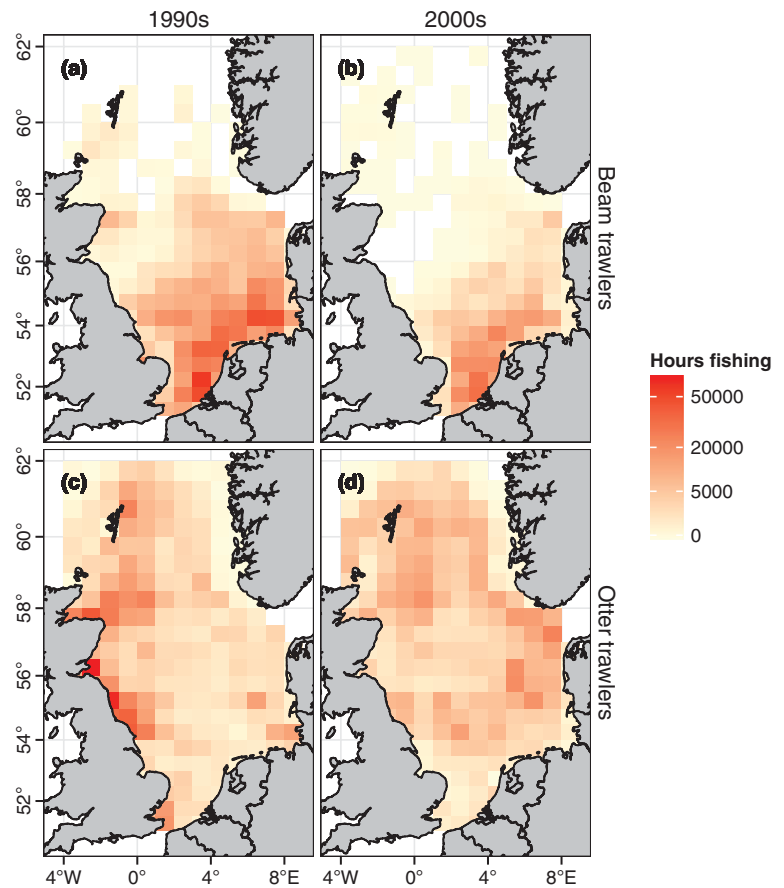 1990s
2000s
(a)
(b)
62°
60°
58°
56°
54°
52°
Beam trawlers
Hours fishing
50000
20000
5000
0
(c)
(d)
62°
60°
58°
56°
54°
52°
Otter trawlers
4°W
0°
4°
8°E
4°W
0°
4°
8°E